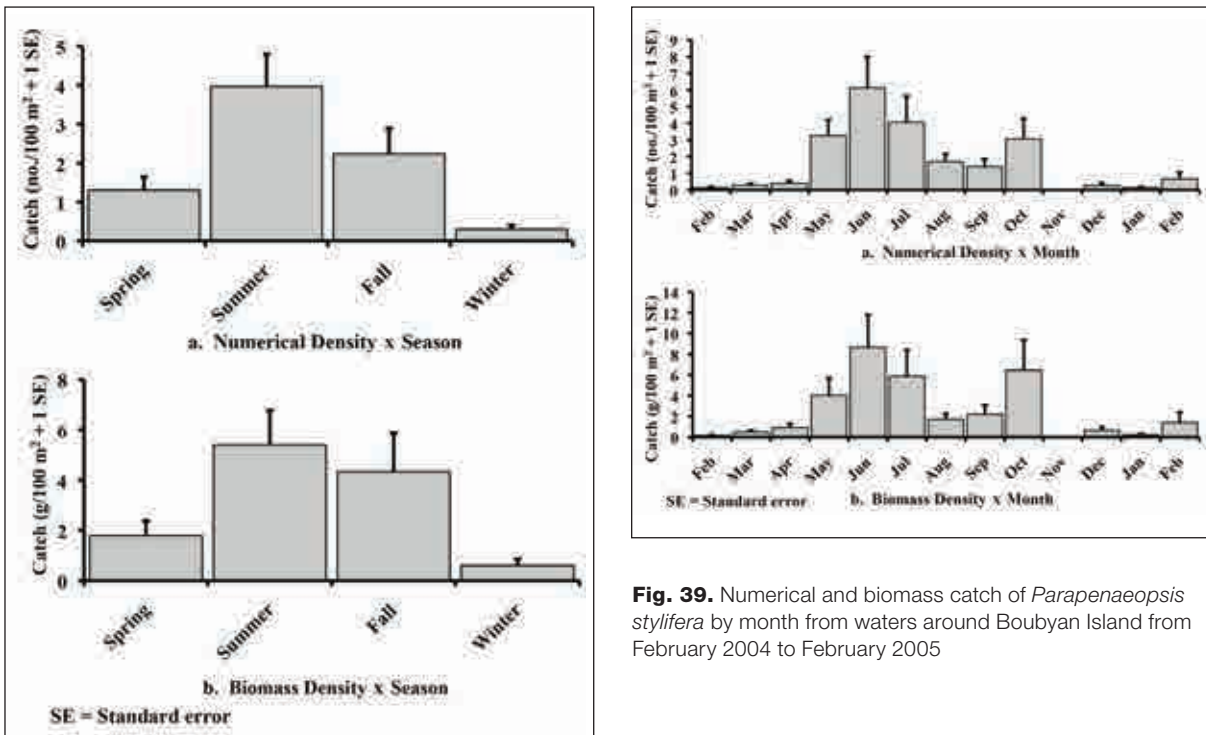 Catch (no./100 m² + 1 SE)
5
4
3
2
1
0
Spring
Summer
Fall
Winter
a. Numerical Density x Season
Catch (g/100 m² + 1 SE)
8
6
4
2
0
Spring
Summer
Fall
Winter
b. Biomass Density x Season
SE = Standard error
Catch (no./100 m² + 1 SE)
9
8
7
6
5
4
3
2
1
0
Feb
Mar
Apr
May
Jun
Jul
Aug
Sep
Oct
Nov
Dec
Jan
Feb
a. Numerical Density x Month
Catch (g/100 m² + 1 SE)
14
12
10
8
6
4
2
0
Feb
Mar
Apr
May
Jun
Jul
Aug
Sep
Oct
Nov
Dec
Jan
Feb
SE = Standard error
b. Biomass Density x Month
Fig. 39. Numerical and biomass catch of Parapenaeopsis
stylifera by month from waters around Boubyan Island from
February 2004 to February 2005